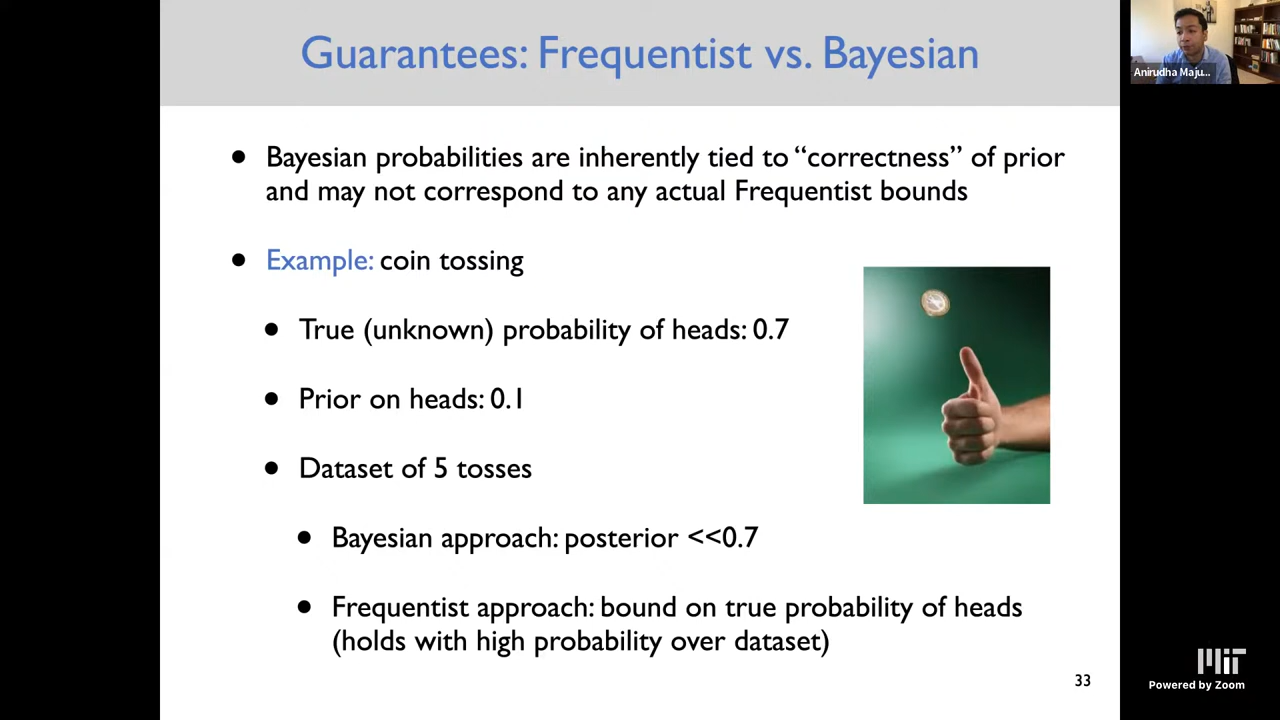 Guarantees: Frequentist vs. Bayesian
Anirudha Maju...
• Bayesian probabilities are inherently tied to “correctness” of prior
and may not correspond to any actual Frequentist bounds
• Example: coin tossing
• True (unknown) probability of heads: 0.7
• Prior on heads: 0.1
• Dataset of 5 tosses
• Bayesian approach: posterior <<0.7
• Frequentist approach: bound on true probability of heads
(holds with high probability over dataset)
33
MIT
Powered by Zoom